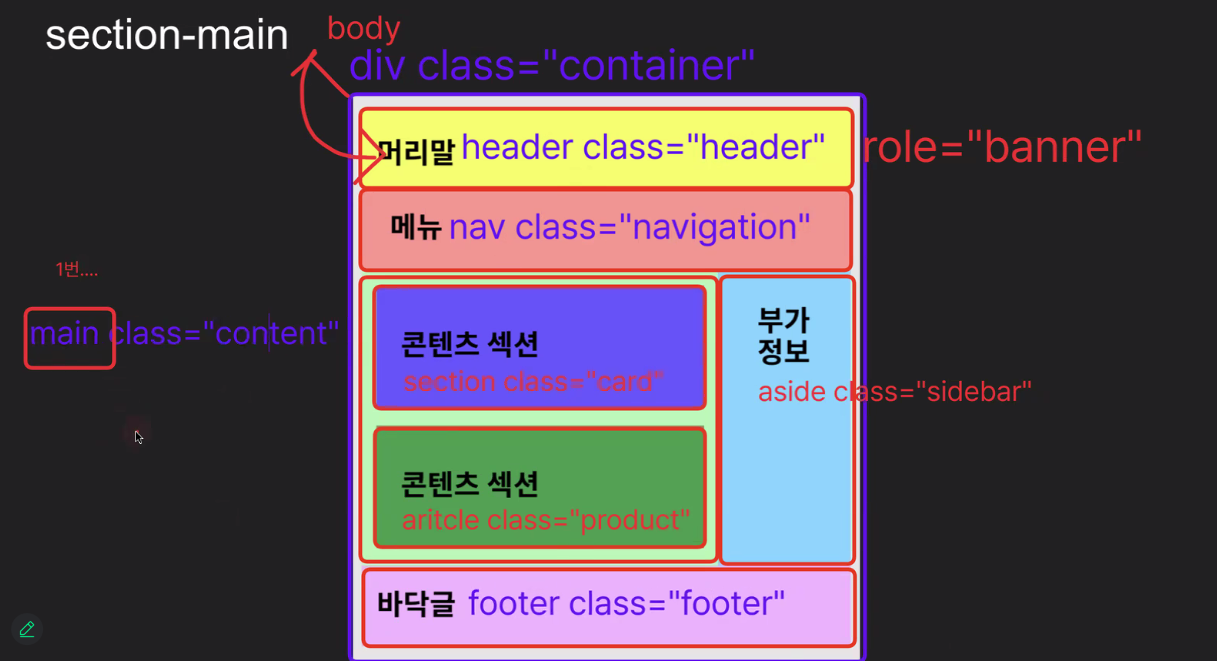 section-main
body
div class="container"
머리말 header class="header"
role="banner"
메뉴 nav class="navigation"
1번....
main class="content"
콘텐츠 섹션
section class="card"
부가
정보
aside class="sidebar"
콘텐츠 섹션
aritcle class="product"
바닥글 footer class="footer"